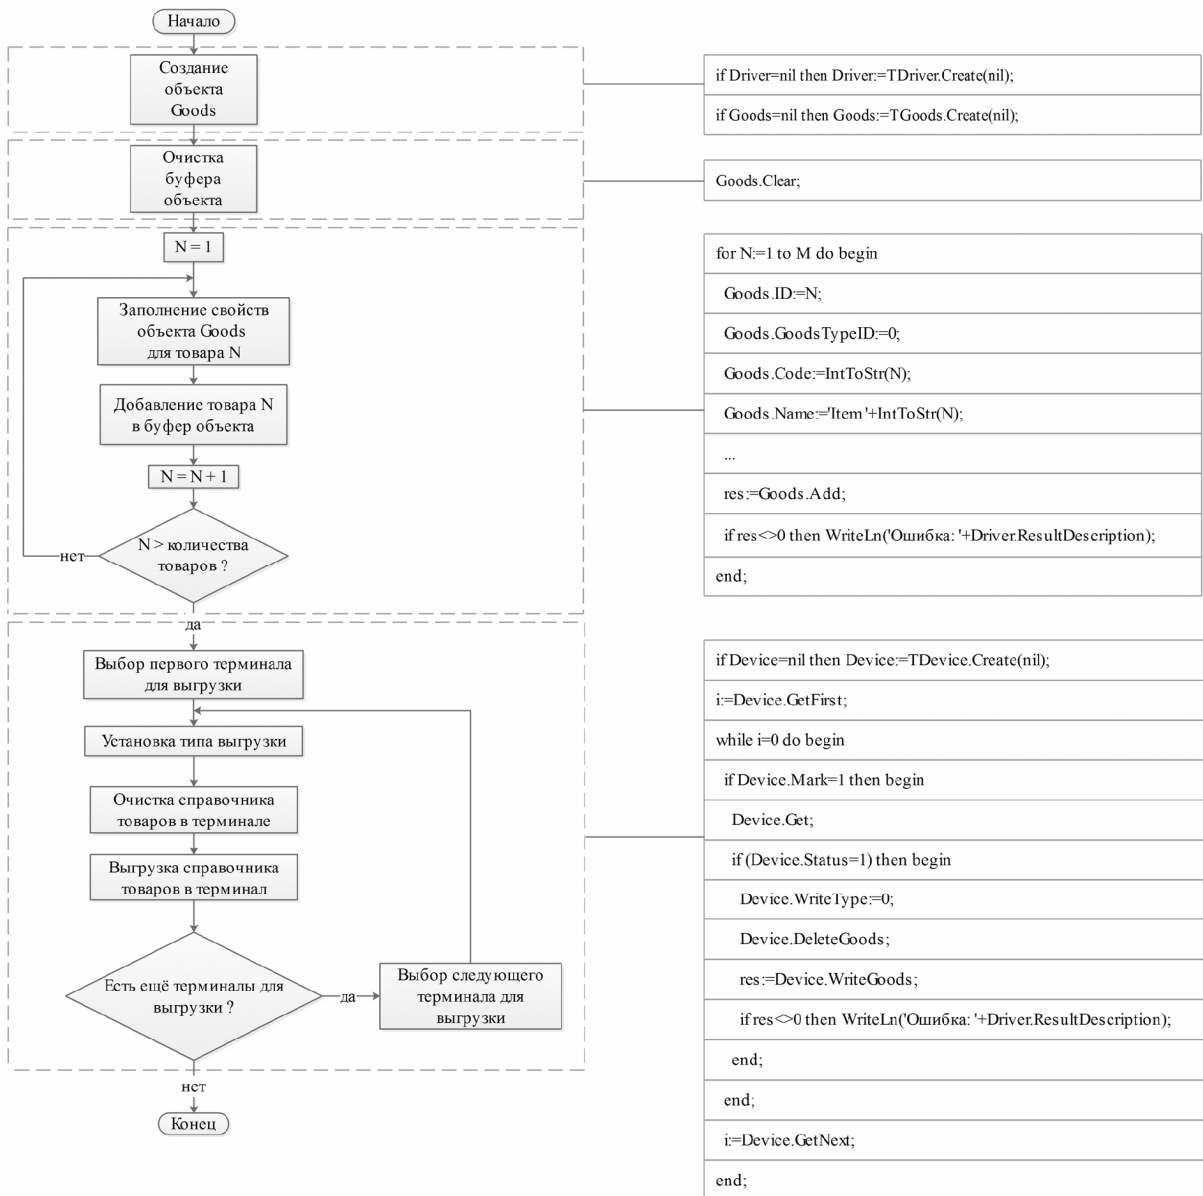 Начало
Создание
объекта
Goods
Очистка
буфера
объекта
N = 1
Заполнение свойств
объекта Goods
для товара N
Добавление товара N
в буфер объекта
N = N + 1
N > количества
товаров ?
нет
да
Выбор первого терминала
для выгрузки
Установка типа выгрузки
Очистка справочника
товаров в терминале
Выгрузка справочника
товаров в терминал
Есть ещё терминалы для
выгрузки ?
да
Выбор следующего
терминала для
выгрузки
нет
Конец
if Driver=nil then Driver:=TDriver.Create(nil);
if Goods=nil then Goods:=TGoods.Create(nil);
Goods.Clear;
for N:=1 to M do begin
Goods.ID:=N;
Goods.GoodsTypeID:=0;
Goods.Code:=IntToStr(N);
Goods.Name:='Item '+IntToStr(N);
...
res:=Goods.Add;
if res<>0 then WriteLn('Ошибка: '+Driver.ResultDescription);
end;
if Device=nil then Device:=TDevice.Create(nil);
i:=Device.GetFirst;
while i=0 do begin
if Device.Mark=1 then begin
Device.Get;
if (Device.Status=1) then begin
Device.WriteType:=0;
Device.DeleteGoods;
res:=Device.WriteGoods;
if res<>0 then WriteLn('Ошибка: '+Driver.ResultDescription);
end;
end;
i:=Device.GetNext;
end;